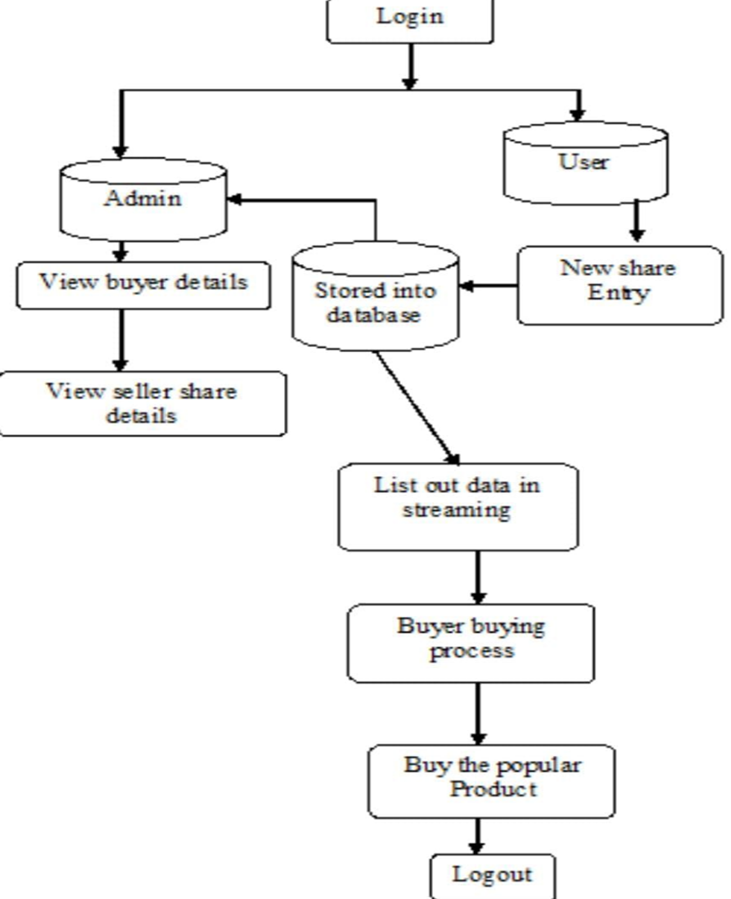 Login
User
Admin
New share
Entry
View buyer details
Stored into
database
View seller share
details
List out data in
streaming
Buyer buying
process
Buy the popular
Product
Logout